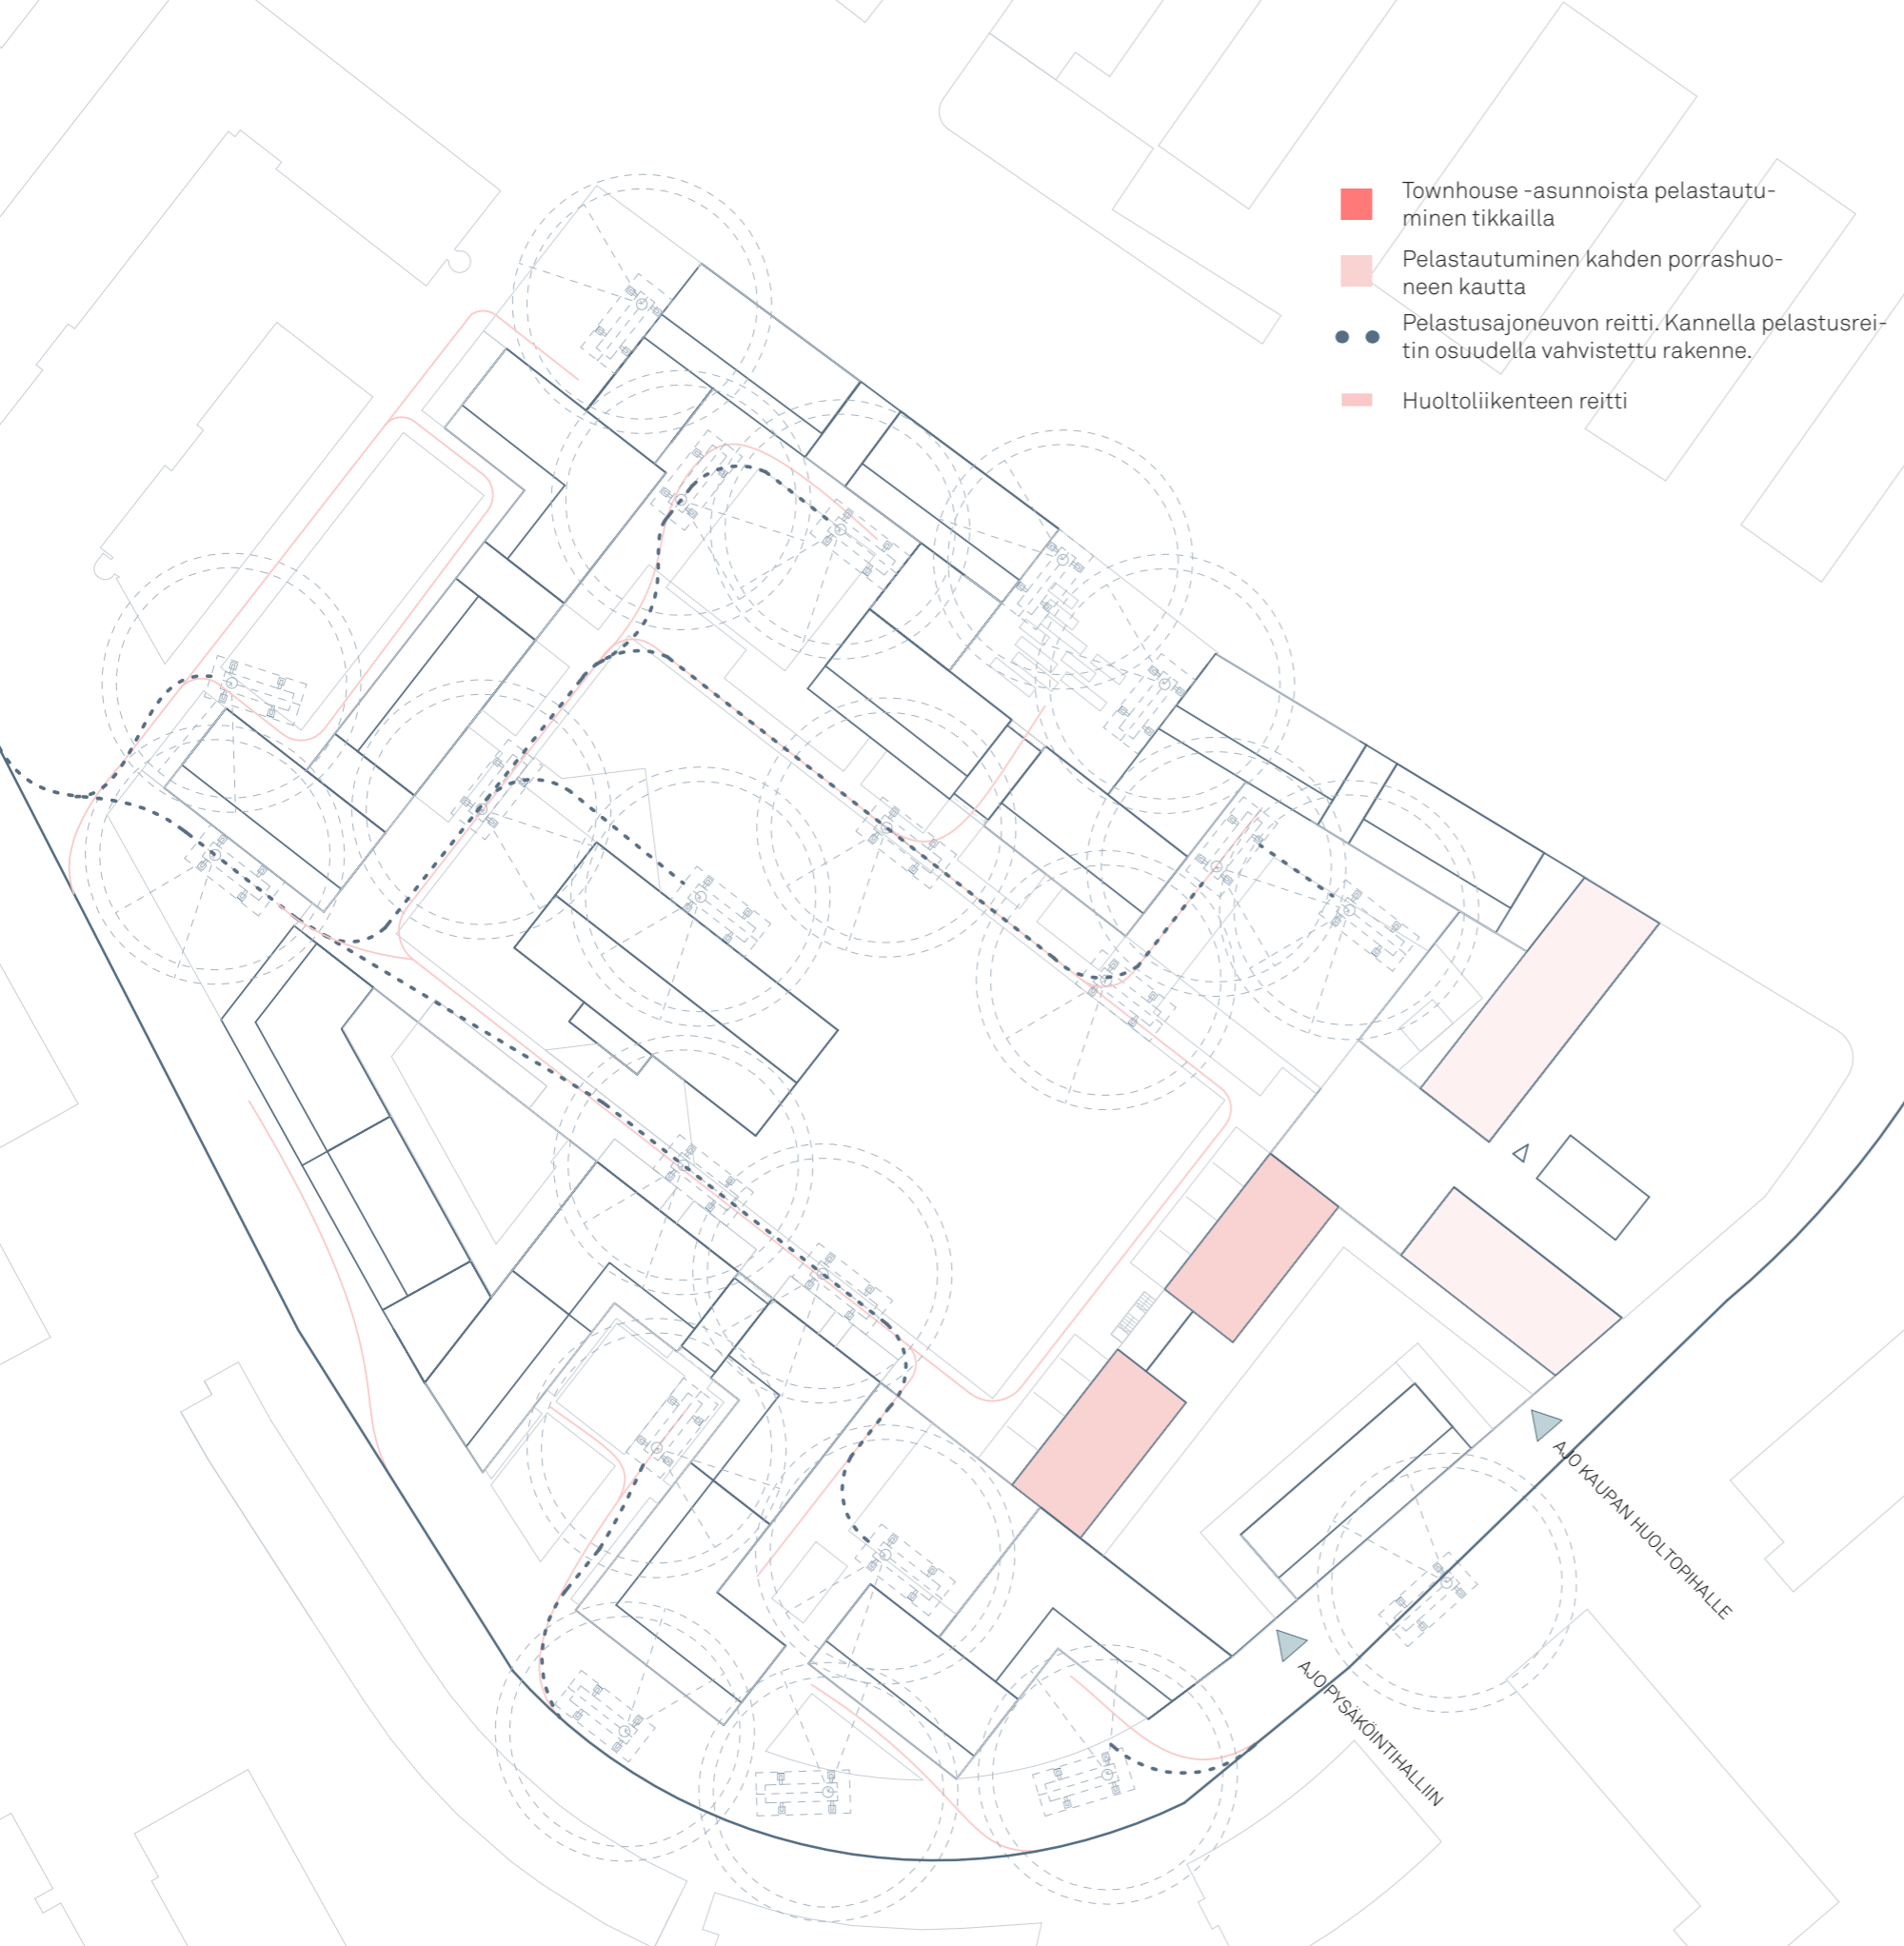 Townhouse -asunnoista pelastautu-
minen tikkailla
Pelastautuminen kahden porrashuo-
neen kautta
Pelastusajoneuvon reitti. Kannella pelastusrei-
tin osuudella vahvistettu rakenne.
Huoltoliikenteen reitti
AJO KAUPAN HUOLTOPIHALLE
AJO PYSÄKÖINTIHALLIIN